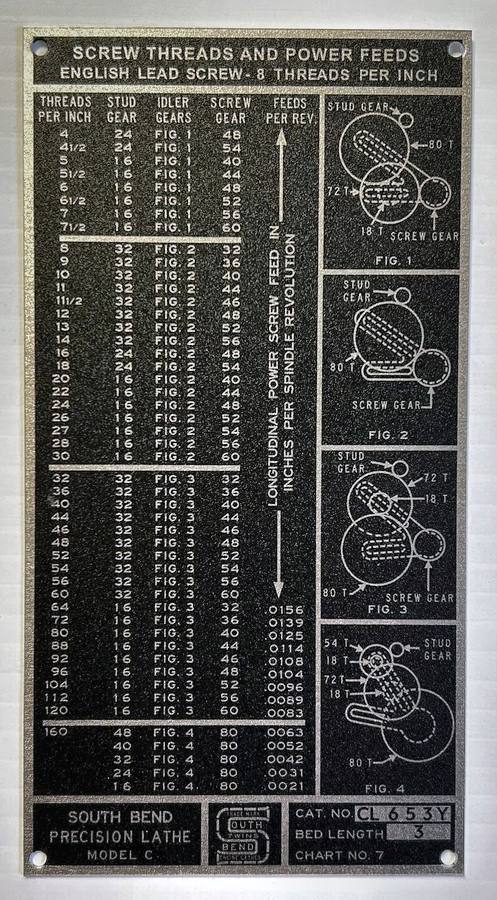 SCREW THREADS AND POWER FEEDS
ENGLISH LEAD SCREW - 8 THREADS PER INCH
THREADS STUD IDLER SCREW FEEDS
PER INCH GEAR GEARS GEAR PER REV.
4 24 FIG. 1 48
4 1/2 24 FIG. 1 54
5 16 FIG. 1 40
5 1/2 16 FIG. 1 44
6 16 FIG. 1 48
6 1/2 16 FIG. 1 52
7 16 FIG. 1 56
7 1/2 16 FIG. 1 60
8 32 FIG. 2 32
9 32 FIG. 2 36
10 32 FIG. 2 40
11 32 FIG. 2 44
11 1/2 32 FIG. 2 46
12 32 FIG. 2 48
13 32 FIG. 2 52
14 32 FIG. 2 56
16 24 FIG. 2 48
18 24 FIG. 2 54
20 16 FIG. 2 40
22 16 FIG. 2 44
24 16 FIG. 2 48
26 16 FIG. 2 52
27 16 FIG. 2 54
28 16 FIG. 2 56
30 16 FIG. 2 60
32 32 FIG. 3 32
36 32 FIG. 3 36
40 32 FIG. 3 40
44 32 FIG. 3 44
46 32 FIG. 3 46
48 32 FIG. 3 48
52 32 FIG. 3 52
54 32 FIG. 3 54
56 32 FIG. 3 56
60 32 FIG. 3 60
64 16 FIG. 3 32 .0156
72 16 FIG. 3 36 .0139
80 16 FIG. 3 40 .0125
88 16 FIG. 3 44 .0114
92 16 FIG. 3 46 .0108
96 16 FIG. 3 48 .0104
104 16 FIG. 3 52 .0096
112 16 FIG. 3 56 .0089
120 16 FIG. 3 60 .0083
160 48 FIG. 4 80 .0063
40 FIG. 4 80 .0052
32 FIG. 4 80 .0042
24 FIG. 4 80 .0031
16 FIG. 4 80 .0021
LONGITUDINAL POWER SCREW FEED IN
INCHES PER SPINDLE REVOLUTION
STUD GEAR
80 T
72 T
18 T
SCREW GEAR
FIG. 1
STUD
GEAR
80 T
SCREW GEAR
FIG. 2
STUD
GEAR
72 T
18 T
80 T
SCREW GEAR
FIG. 3
54 T
STUD
GEAR
18 T
72 T
18 T
80 T
FIG. 4
SOUTH BEND
PRECISION LATHE
MODEL C
TRADE MARK
SOUTH
TWINS
BEND
ENGINE LATHES
CAT. NO. CL 653Y
BED LENGTH 3
CHART NO. 7